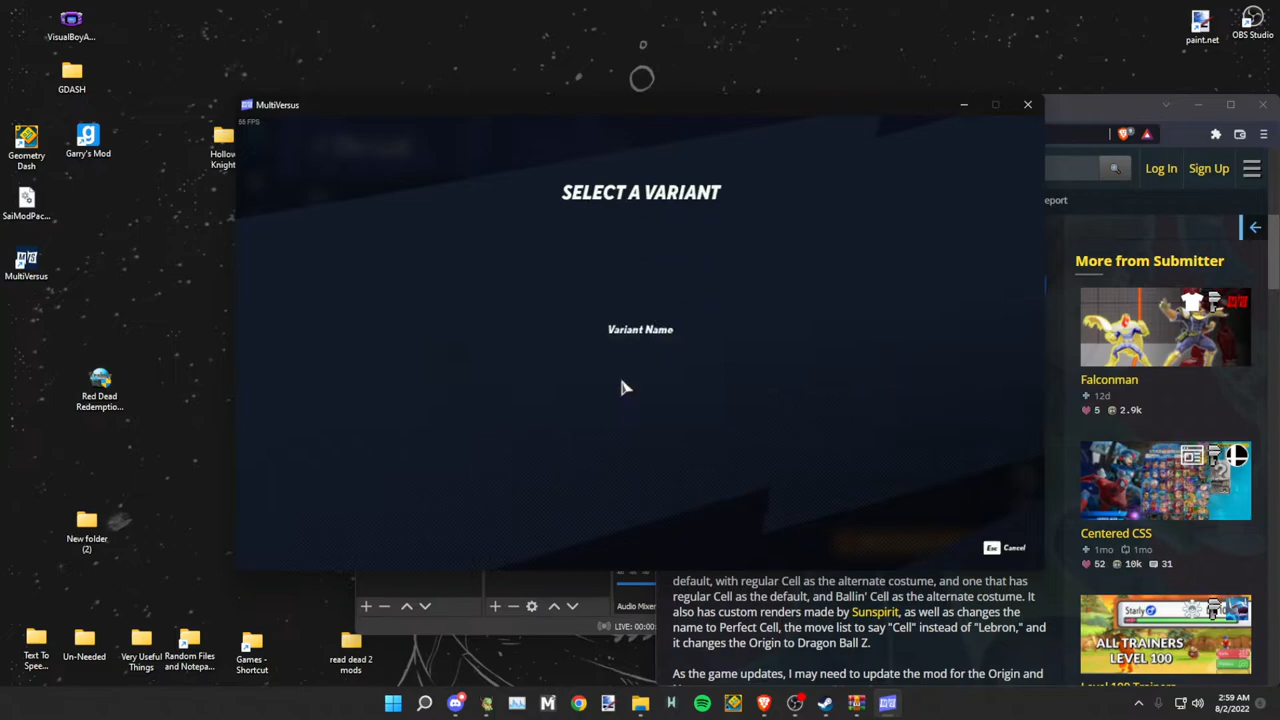 VisualBoyA...
GDASH
Geometry
Dash
Garry's Mod
Hollow
Knight
SaiModPac...
MultiVersus
Red Dead
Redemptio...
New folder
(2)
Text To
Spee...
Un-Needed
Very Useful
Things
Random Files
and Notepa...
Games -
Shortcut
read dead 2
mods
paint.net
OBS Studio
MultiVersus
66 FPS
SELECT A VARIANT
Variant Name
Esc Cancel
Log In Sign Up
eport
More from Submitter
Falconman
12d
5 2.9k
Centered CSS
1mo 1mo
52 10k 31
Starly
ALL TRAINERS
LEVEL 100
default, with regular Cell as the alternate costume, and one that has
regular Cell as the default, and Ballin' Cell as the alternate costume. It
also has custom renders made by Sunspirit, as well as changes the
name to Perfect Cell, the move list to say "Cell" instead of "Lebron," and
it changes the Origin to Dragon Ball Z.
As the game updates, I may need to update the mod for the Origin and
Audio Mixer
LIVE: 00:00:
2:59 AM
8/2/2022